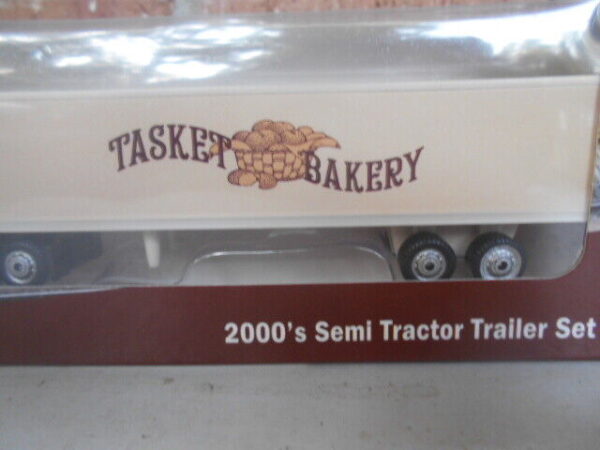 TASKET BAKERY
2000's Semi Tractor Trailer Set